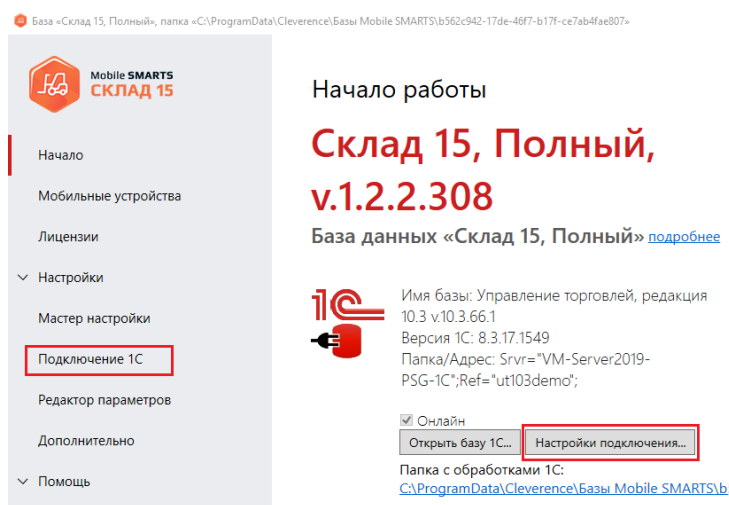 База «Склад 15, Полный», папка «C:\ProgramData\Cleverence\Базы Mobile SMARTS\b562c942-17de-46f7-b17f-ce7ab4fae807»
Mobile SMARTS
СКЛАД 15
Начало
Мобильные устройства
Лицензии
Настройки
Мастер настройки
Подключение 1С
Редактор параметров
Дополнительно
Помощь
Начало работы
Склад 15, Полный,
v.1.2.2.308
База данных «Склад 15, Полный» подробнее
1С
Имя базы: Управление торговлей, редакция
10.3 v.10.3.66.1
Версия 1С: 8.3.17.1549
Папка/Адрес: Srvr="VM-Server2019-
PSG-1C";Ref="ut103demo";
Онлайн
Открыть базу 1С... Настройки подключения...
Папка с обработками 1С:
C:\ProgramData\Cleverence\Базы Mobile SMARTS\b